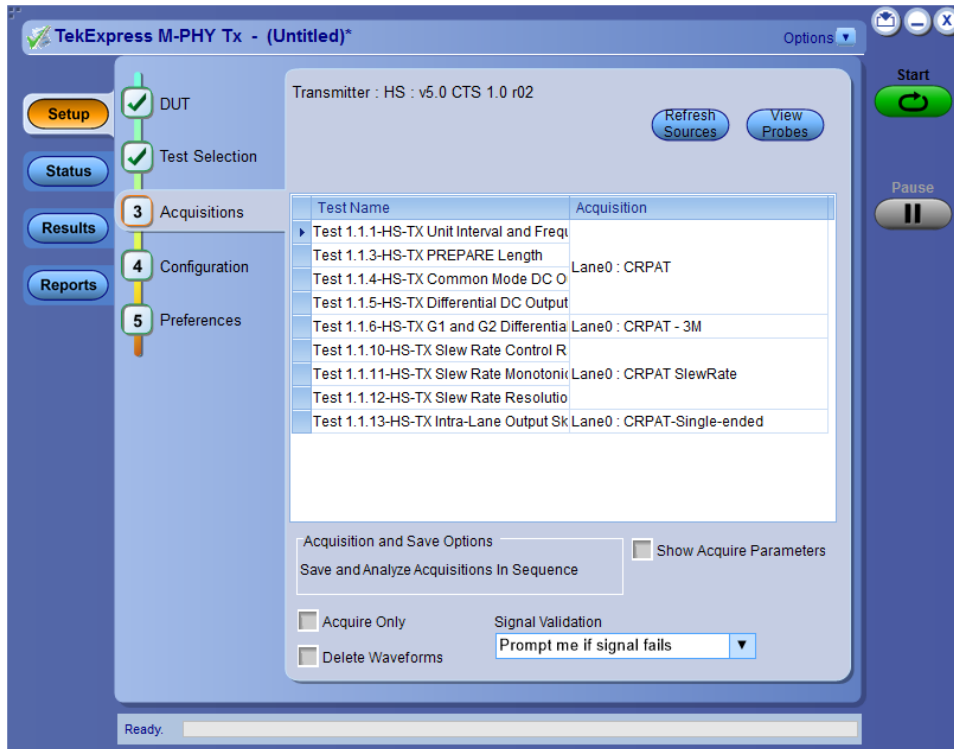 TekExpress M-PHY Tx - (Untitled)*
Options
X
Start
Pause
Setup
Status
Results
Reports
DUT
Test Selection
3 Acquisitions
4 Configuration
5 Preferences
Transmitter : HS : v5.0 CTS 1.0 r02
Refresh Sources
View Probes
Test Name Acquisition
Test 1.1.1-HS-TX Unit Interval and Frequ
Test 1.1.3-HS-TX PREPARE Length
Lane0 : CRPAT
Test 1.1.4-HS-TX Common Mode DC O
Test 1.1.5-HS-TX Differential DC Output
Test 1.1.6-HS-TX G1 and G2 Differentia Lane0 : CRPAT - 3M
Test 1.1.10-HS-TX Slew Rate Control R
Test 1.1.11-HS-TX Slew Rate Monotonic Lane0 : CRPAT SlewRate
Test 1.1.12-HS-TX Slew Rate Resolutio
Test 1.1.13-HS-TX Intra-Lane Output Sk Lane0 : CRPAT-Single-ended
Acquisition and Save Options
Save and Analyze Acquisitions In Sequence
Show Acquire Parameters
Acquire Only
Delete Waveforms
Signal Validation
Prompt me if signal fails
Ready.